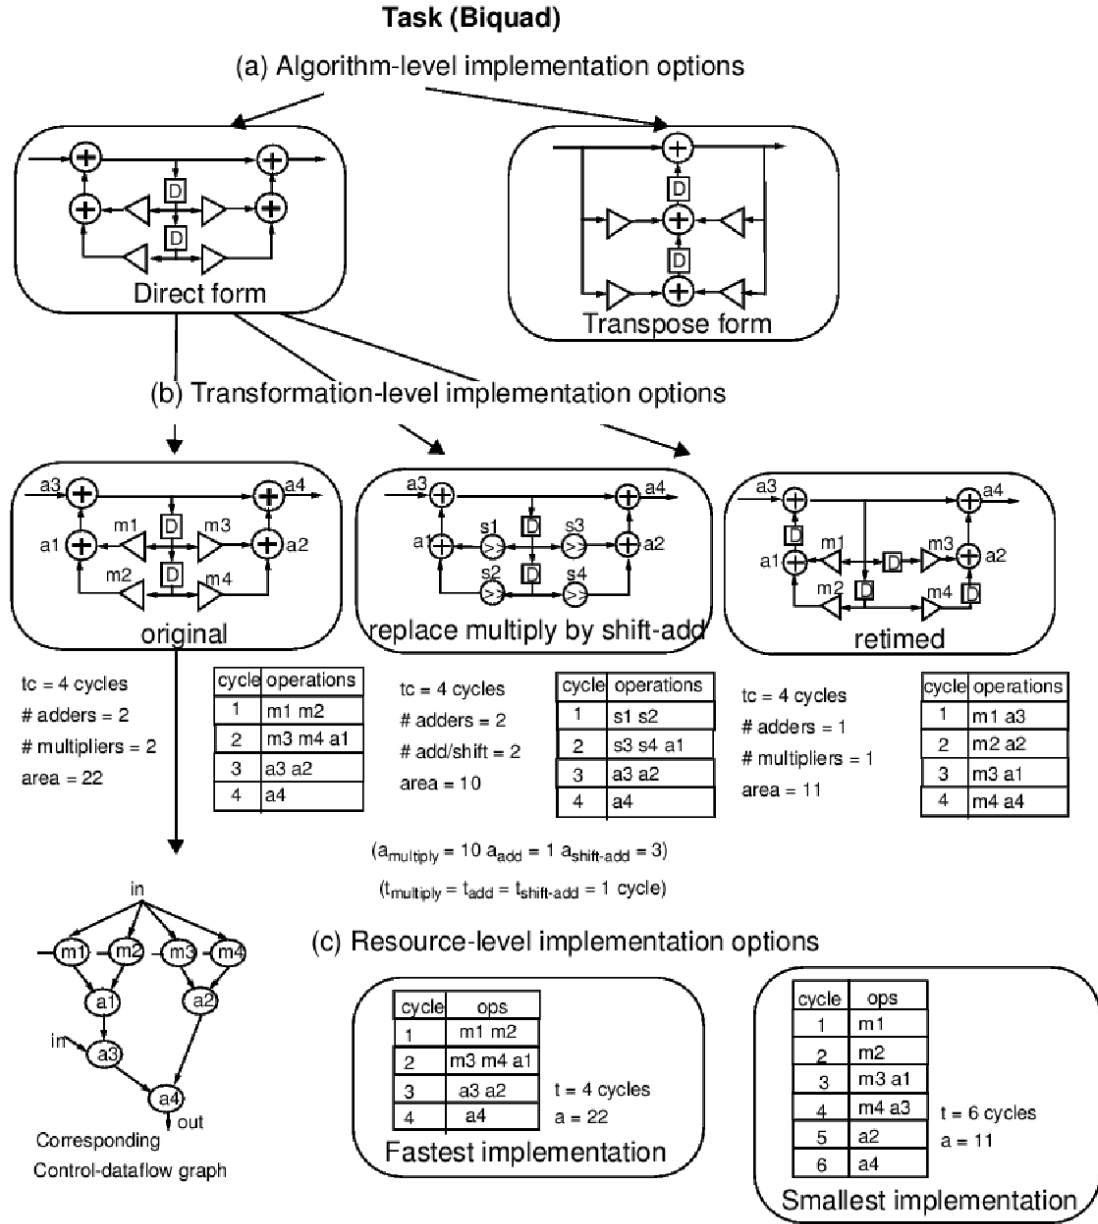 Task (Biquad)
(a) Algorithm-level implementation options
D
D
Direct form
D
D
Transpose form
(b) Transformation-level implementation options
a3
a4
m1
D
m3
a1
a2
m2
D
m4
original
a3
a4
s1
D
s3
a1
>>
>>
a2
s2
D
s4
>>
>>
replace multiply by shift-add
a3
a4
D
m1
m3
a1
D
a2
m2
D
m4
D
retimed
tc = 4 cycles
# adders = 2
# multipliers = 2
area = 22
cycle operations
1 m1 m2
2 m3 m4 a1
3 a3 a2
4 a4
tc = 4 cycles
# adders = 2
# add/shift = 2
area = 10
cycle operations
1 s1 s2
2 s3 s4 a1
3 a3 a2
4 a4
tc = 4 cycles
# adders = 1
# multipliers = 1
area = 11
cycle operations
1 m1 a3
2 m2 a2
3 m3 a1
4 m4 a4
(amultiply = 10 aadd = 1 ashift-add = 3)
(tmultiply = tadd = tshift-add = 1 cycle)
in
m1 m2 m3 m4
a1 a2
in
a3
a4
out
Corresponding
Control-dataflow graph
(c) Resource-level implementation options
cycle ops
1 m1 m2
2 m3 m4 a1
3 a3 a2
4 a4
t = 4 cycles
a = 22
Fastest implementation
cycle ops
1 m1
2 m2
3 m3 a1
4 m4 a3
5 a2
6 a4
t = 6 cycles
a = 11
Smallest implementation